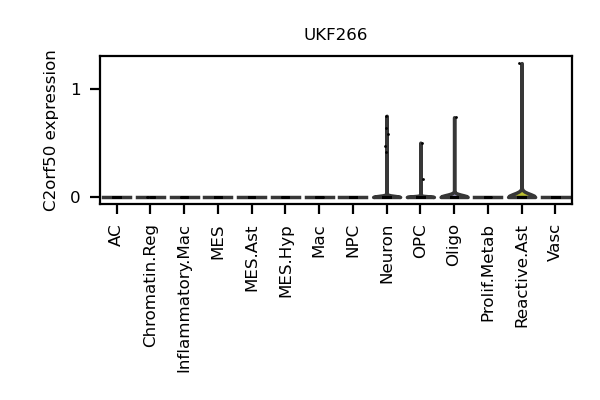 UKF266
C2orf50 expression
1
0
AC
Chromatin.Reg
Inflammatory.Mac
MES
MES.Ast
MES.Hyp
Mac
NPC
Neuron
OPC
Oligo
Prolif.Metab
Reactive.Ast
Vasc